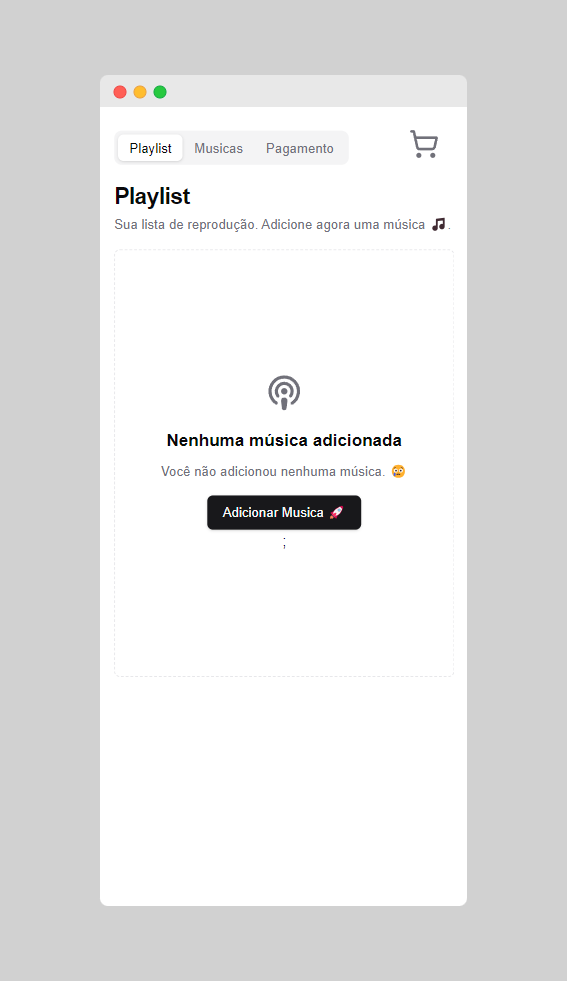 Playlist Musicas Pagamento
Playlist
Sua lista de reprodução. Adicione agora uma música 🎵.
Nenhuma música adicionada
Você não adicionou nenhuma música. 😳
Adicionar Musica 🚀
;